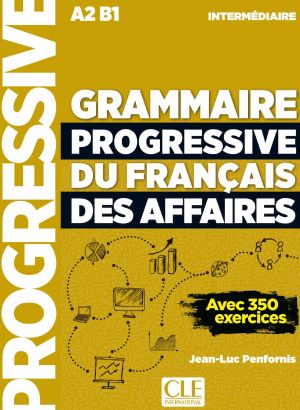 PROGRESSIVE
A2 B1
INTERMÉDIAIRE
GRAMMAIRE
PROGRESSIVE
DU FRANÇAIS
DES AFFAIRES
Avec 350
exercices
Jean-Luc Penfornis
CLE
INTERNATIONAL